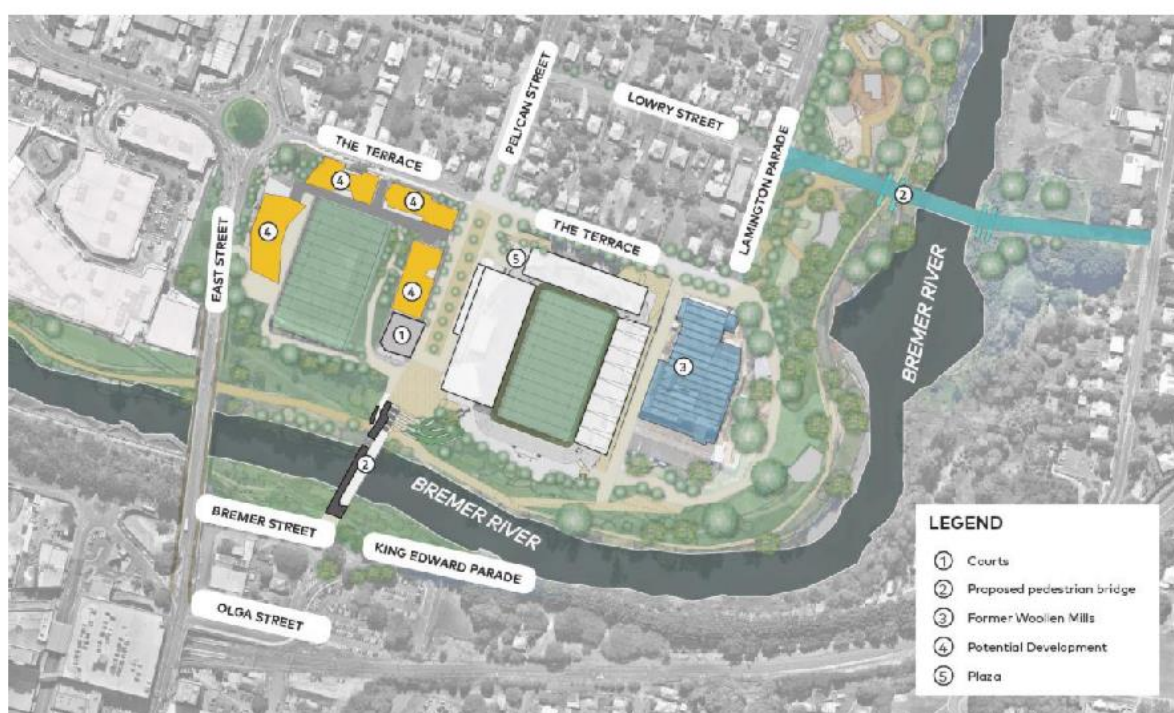 PELICAN STREET
LOWRY STREET
THE TERRACE
LAMINGTON PARADE
4
4
2
THE TERRACE
4
5
EAST STREET
4
BREMER RIVER
1
3
2
BREMER RIVER
BREMER STREET
KING EDWARD PARADE
OLGA STREET
LEGEND
1 Courts
2 Proposed pedestrian bridge
3 Former Woollen Mills
4 Potential Development
5 Plaza